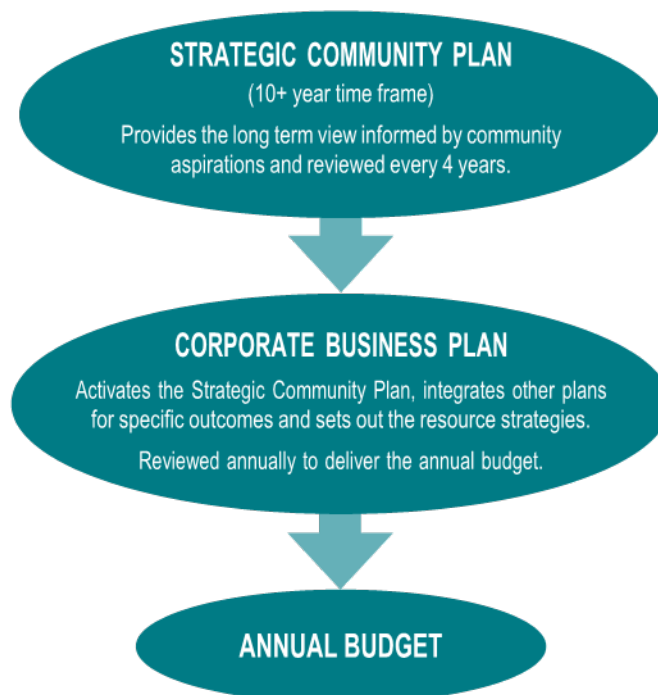 STRATEGIC COMMUNITY PLAN
(10+ year time frame)
Provides the long term view informed by community
aspirations and reviewed every 4 years.
CORPORATE BUSINESS PLAN
Activates the Strategic Community Plan, integrates other plans
for specific outcomes and sets out the resource strategies.
Reviewed annually to deliver the annual budget.
ANNUAL BUDGET